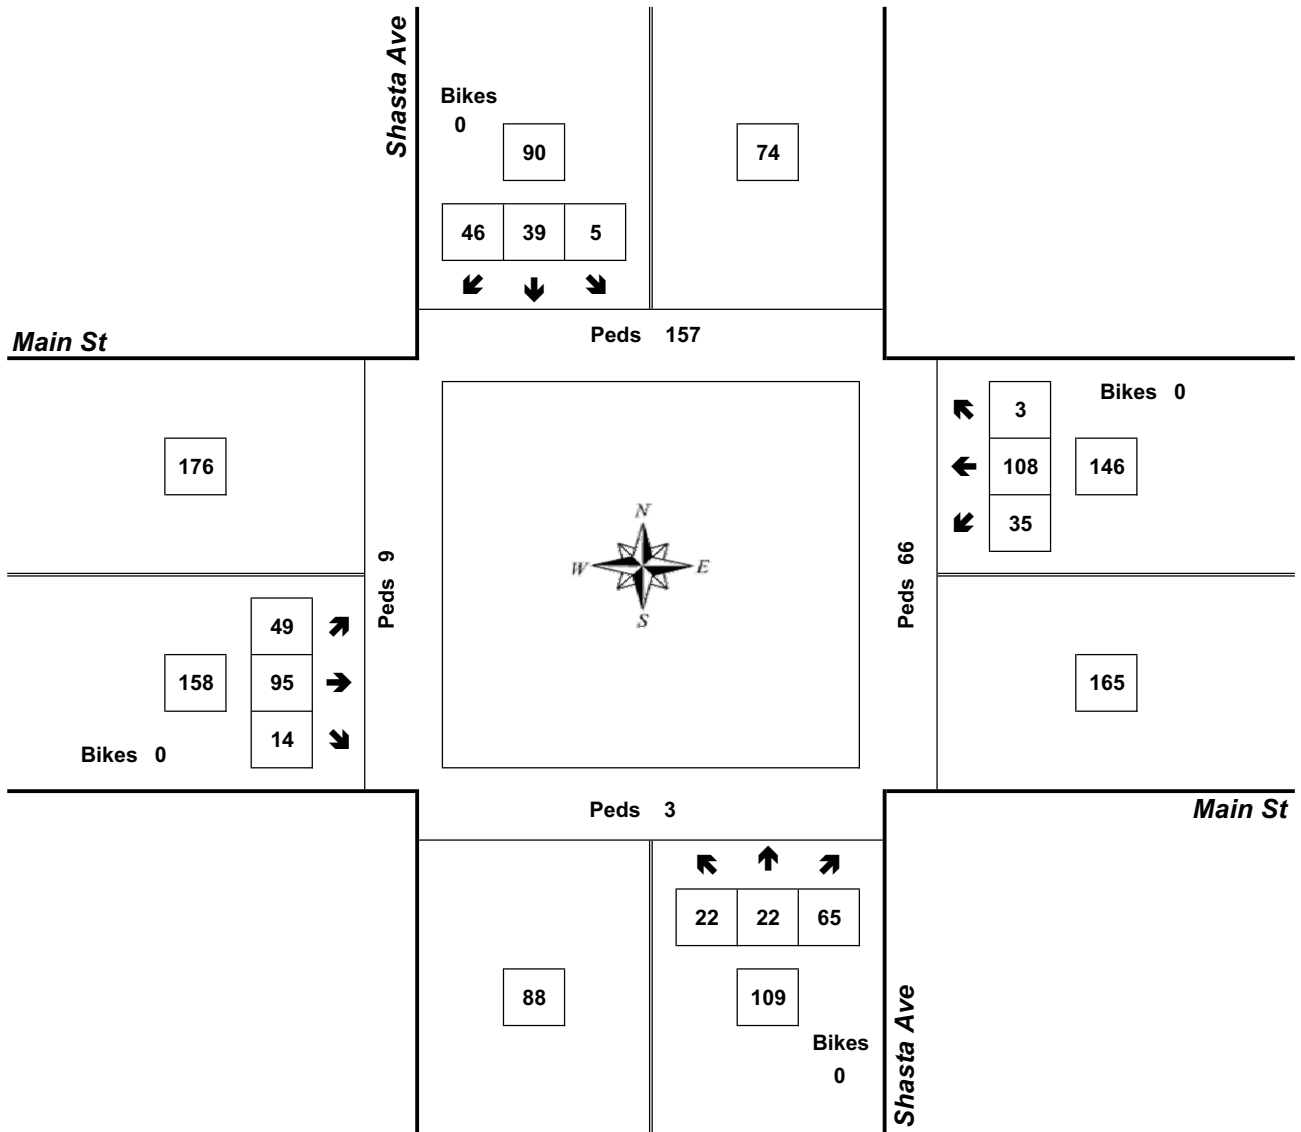 Shasta Ave
Bikes
0
90
74
46 39 5
Peds 157
Main St
3
Bikes 0
176
108
146
35
N
W E
S
Peds 9
Peds 66
49
158
95
165
14
Bikes 0
Peds 3
Main St
22 22 65
88
109
Bikes
0
Shasta Ave